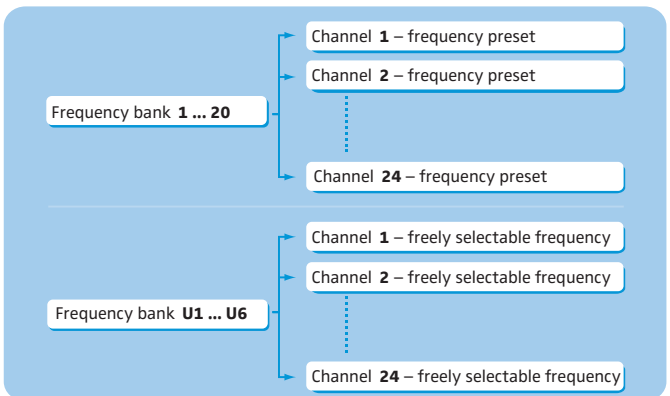 Channel 1 – frequency preset
Channel 2 – frequency preset
Frequency bank 1 ... 20
Channel 24 – frequency preset
Channel 1 – freely selectable frequency
Channel 2 – freely selectable frequency
Frequency bank U1 ... U6
Channel 24 – freely selectable frequency